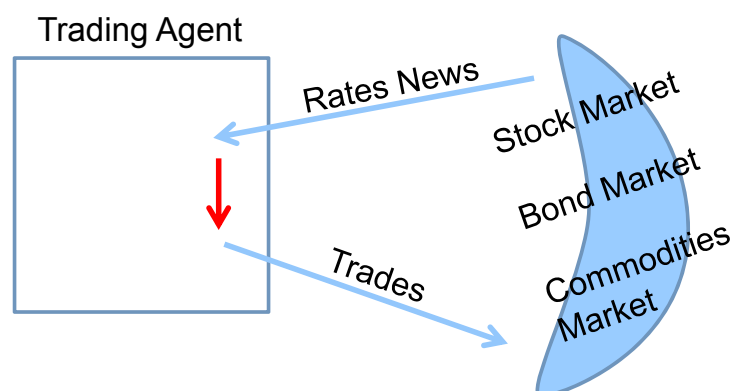 Trading Agent
Rates News
Stock Market
Bond Market
Commodities
Market
Trades